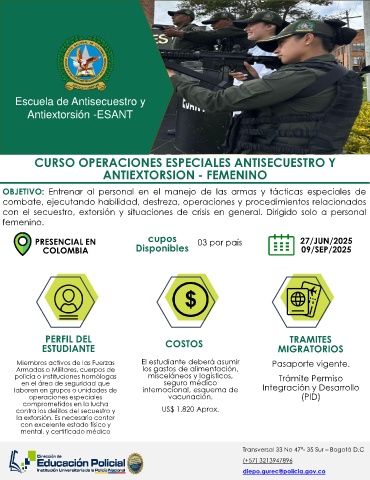 Escuela de Antisecuestro y
Antiextorsión -ESANT
CURSO OPERACIONES ESPECIALES ANTISECUESTRO Y
ANTIEXTORSION - FEMENINO
OBJETIVO: Entrenar al personal en el manejo de las armas y tácticas especiales de
combate, ejecutando habilidad, destreza, operaciones y procedimientos relacionados
con el secuestro, extorsión y situaciones de crisis en general. Dirigido solo a personal
femenino.
PRESENCIAL EN
COLOMBIA
cupos
Disponibles
03 por país
27/JUN/2025
09/SEP/2025
PERFIL DEL
ESTUDIANTE
Miembros activos de las Fuerzas
Armadas o Militares, cuerpos de
policía o instituciones homólogas
en el área de seguridad que
laboren en grupos o unidades de
operaciones especiales
comprometidos en la lucha
contra los delitos del secuestro y
la extorsión. Es necesario contar
con excelente estado físico y
mental, y certificado médico
COSTOS
El estudiante deberá asumir
los gastos de alimentación,
misceláneos y logísticos,
seguro médico
internacional, esquema de
vacunación.
US$ 1.820 Aprox.
TRAMITES
MIGRATORIOS
Pasaporte vigente.
Trámite Permiso
Integración y Desarrollo
(PID)
Dirección de
Educación Policial
Institución Universitaria de la Policía Nacional
Transversal 33 No 47ª- 35 Sur – Bogotá D.C
(+57) 3213947896
diepo.gurec@policia.gov.co